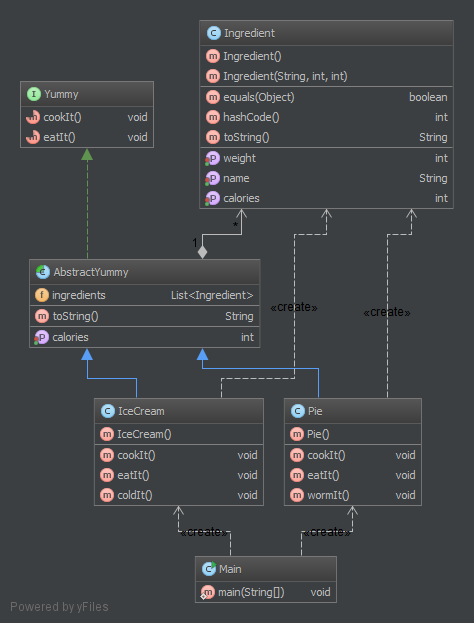 Ingredient
Ingredient()
Ingredient(String, int, int)
equals(Object) boolean
hashCode() int
toString() String
weight int
name String
calories int
I Yummy
cookIt() void
eatIt() void
1
*
C AbstractYummy
f ingredients List<Ingredient>
m toString() String
P calories int
«create»
«create»
C IceCream
m IceCream()
m cookIt() void
m eatIt() void
m coldIt() void
C Pie
m Pie()
m cookIt() void
m eatIt() void
m wormIt() void
«create»
«create»
C Main
m main(String[]) void
Powered by yFiles